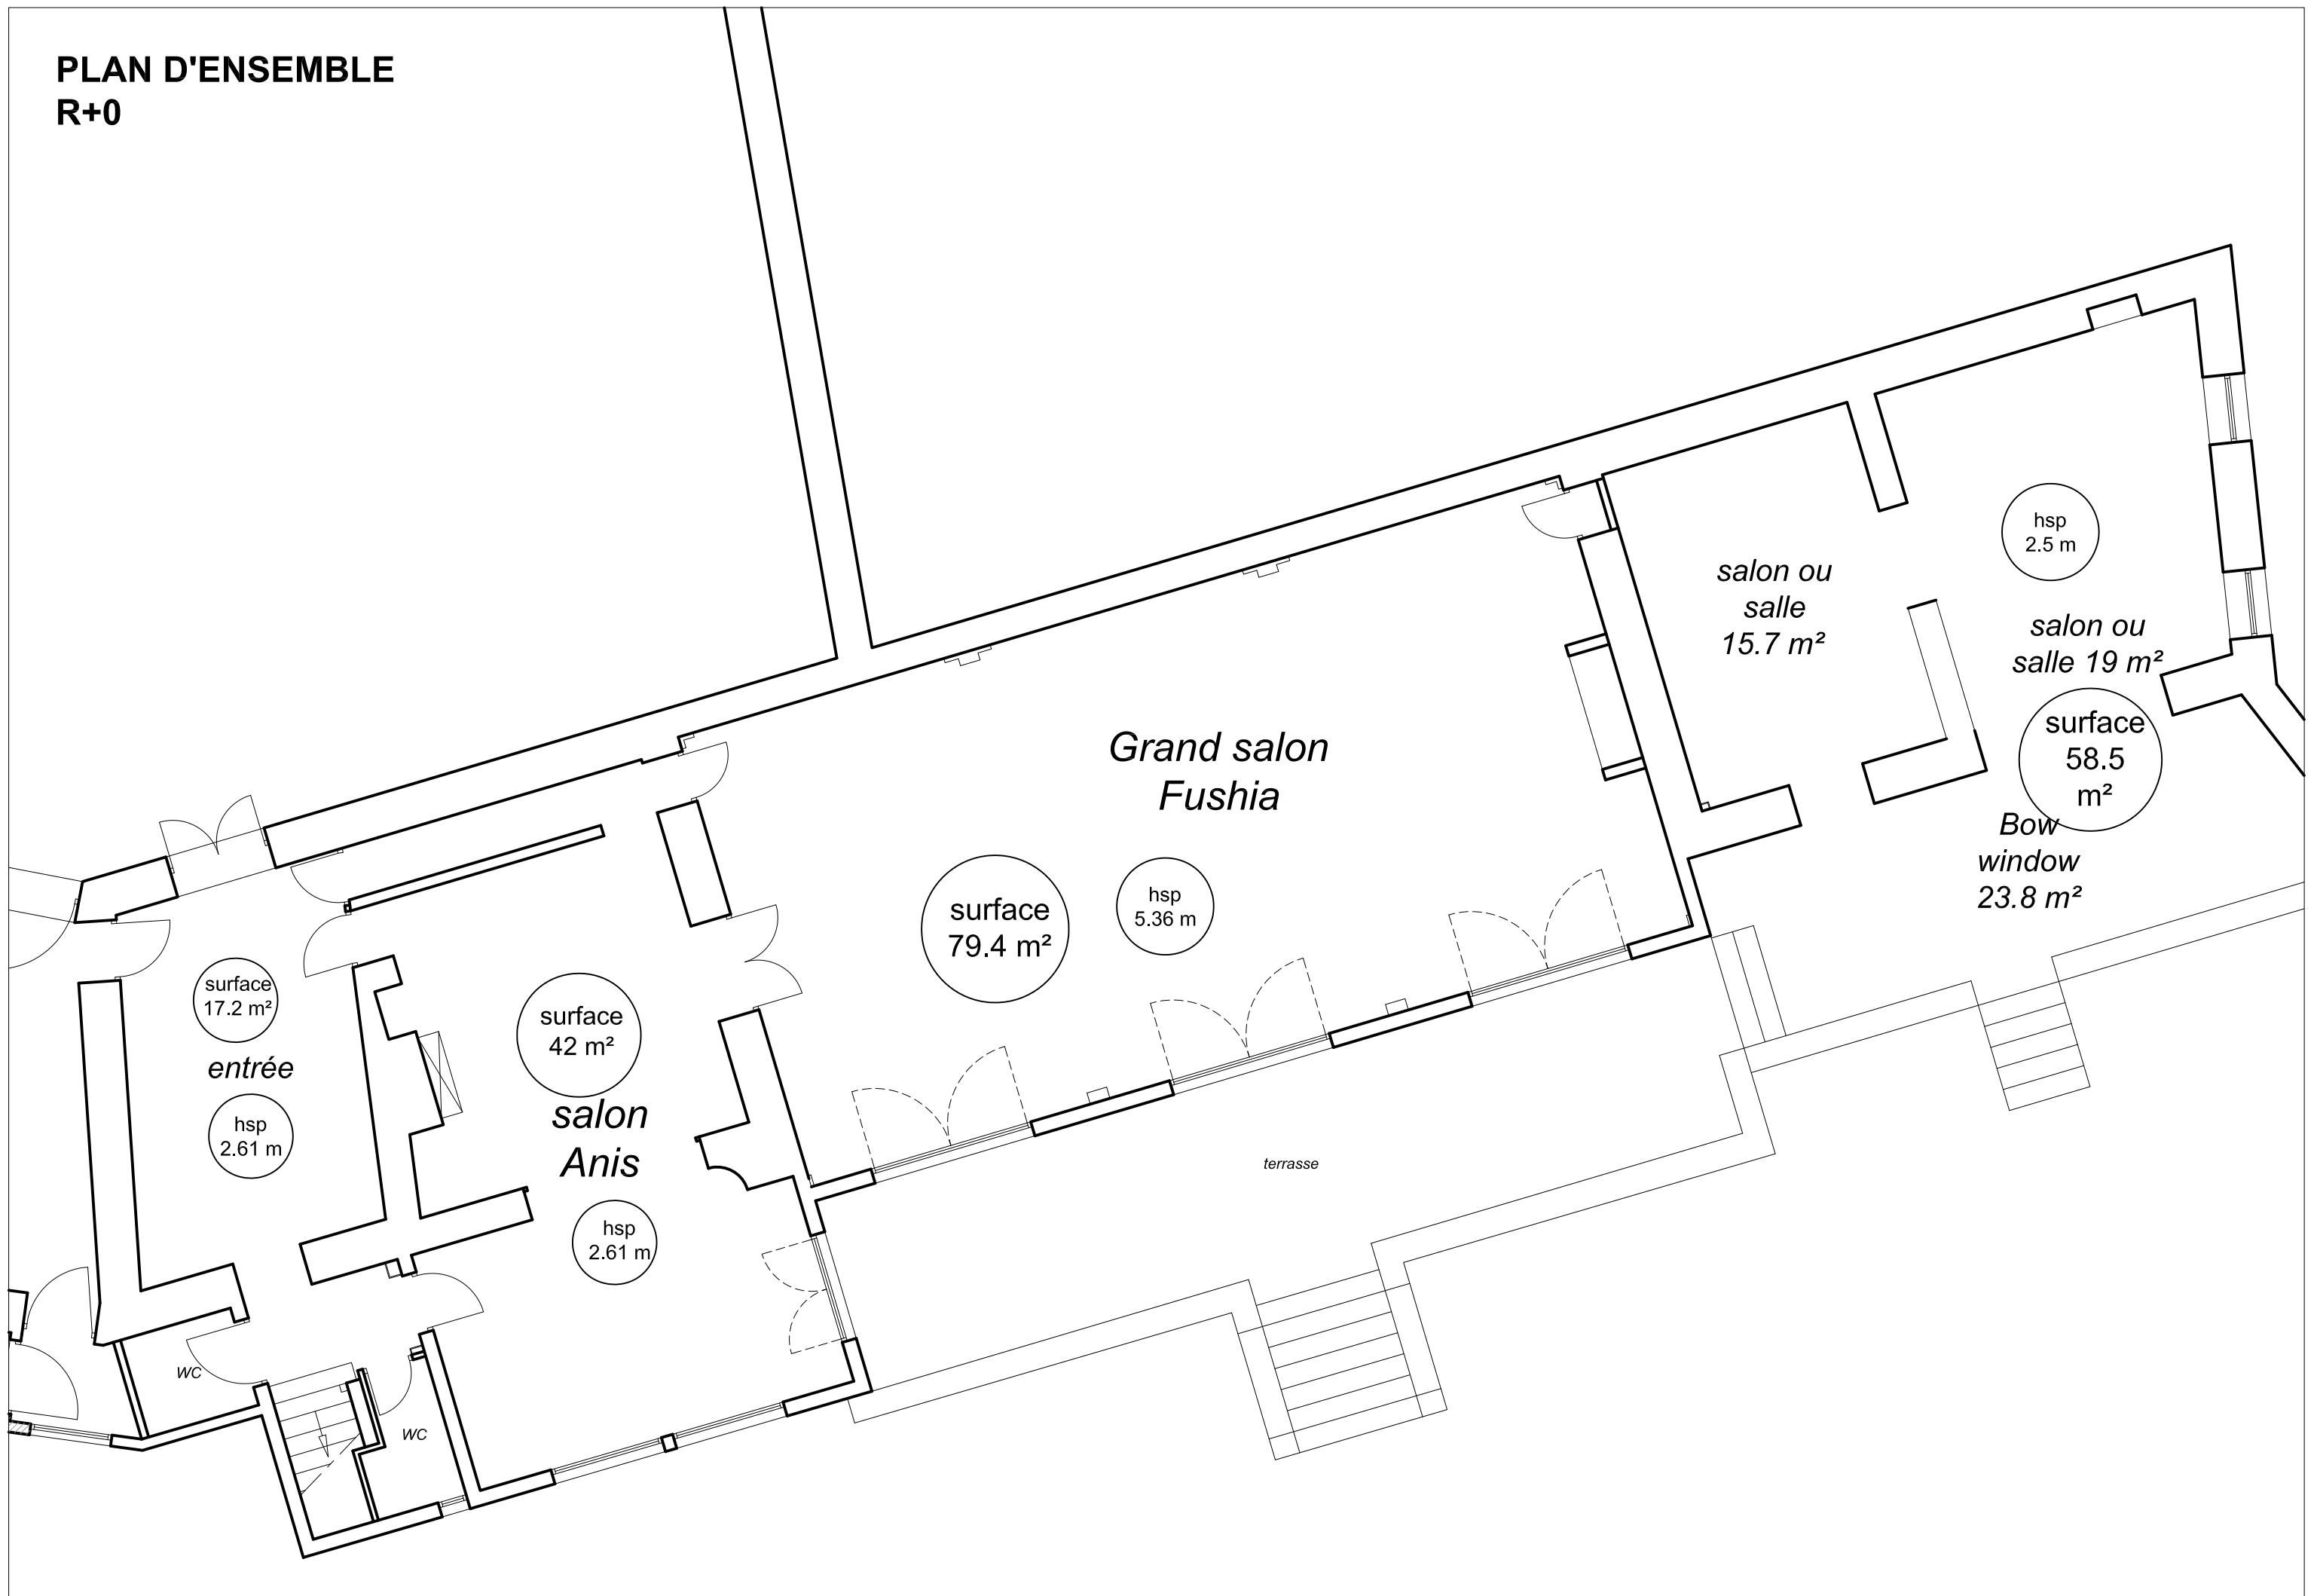 PLAN D'ENSEMBLE
R+0
hsp
2.5 m
salon ou
salle
15.7 m²
salon ou
salle 19 m²
surface
58.5
m²
Bow
window
23.8 m²
Grand salon
Fushia
surface
79.4 m²
hsp
5.36 m
surface
17.2 m²
entrée
hsp
2.61 m
surface
42 m²
salon
Anis
hsp
2.61 m
terrasse
WC
WC